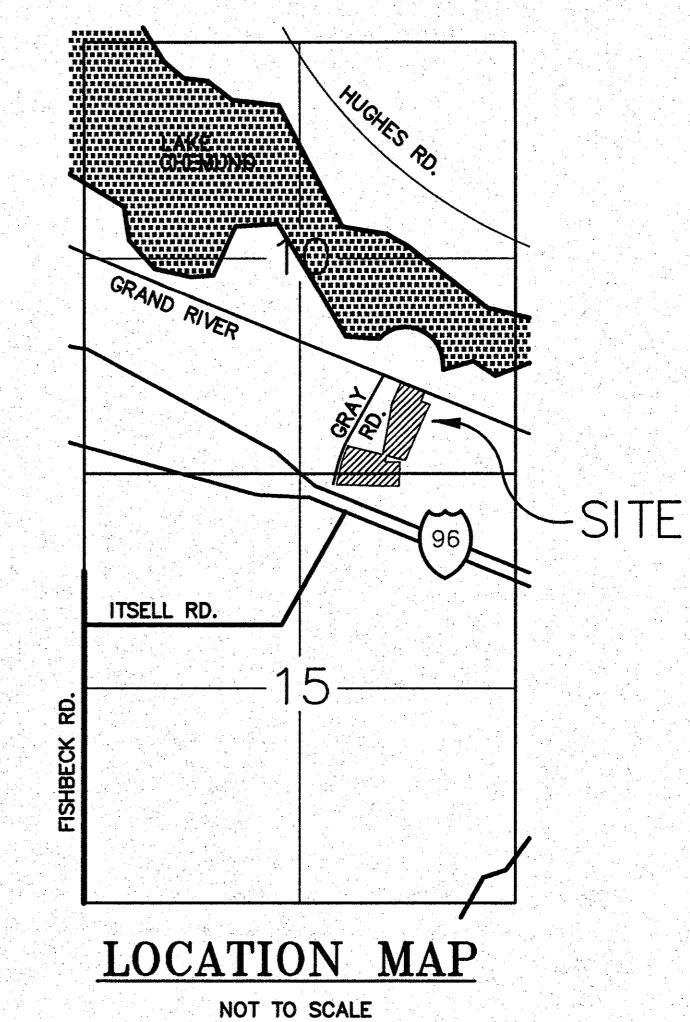 HUGHES RD.
LAKE
CHEMUNG
10
GRAND RIVER
GRAY
RD.
SITE
96
ITSELL RD.
15
FISHBECK RD.
LOCATION MAP
NOT TO SCALE